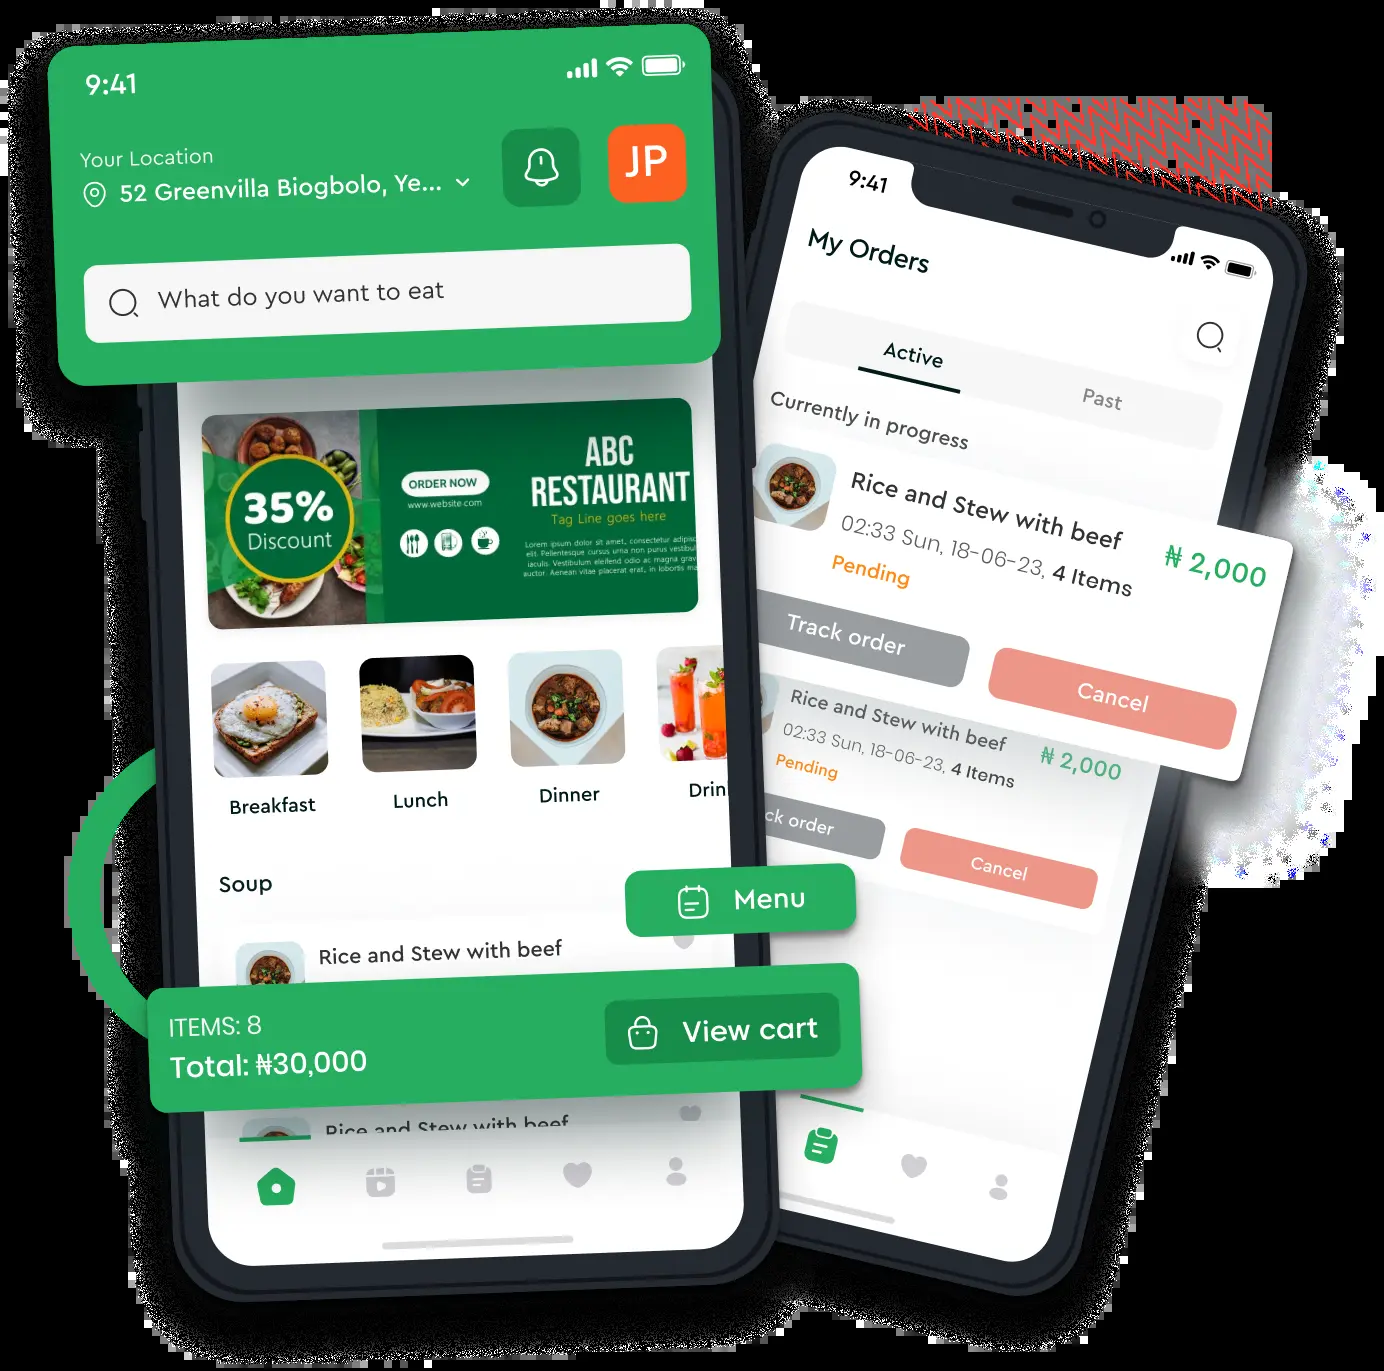 9:41
Your Location
52 Greenvilla Biogbolo, Ye...
JP
What do you want to eat
35%
Discount
ORDER NOW
www.website.com
ABC
RESTAURANT
Tag Line goes here
Lorem ipsum dolor sit amet, consectetur adipisc
elit. Pellentesque cursus urna non purus vestibul
iaculis. Vestibulum eleifend odio ac magna grav
auctor. Aenean vitae placerat erat, in lobortis ma
Breakfast
Lunch
Dinner
Drin
Soup
Menu
Rice and Stew with beef
ITEMS: 8
Total: ₦30,000
View cart
Rice and Stew with beef
9:41
My Orders
Active
Past
Currently in progress
Rice and Stew with beef
02:33 Sun, 18-06-23, 4 Items
₦ 2,000
Pending
Track order
Cancel
Rice and Stew with beef
02:33 Sun, 18-06-23, 4 Items
₦ 2,000
Pending
ck order
Cancel